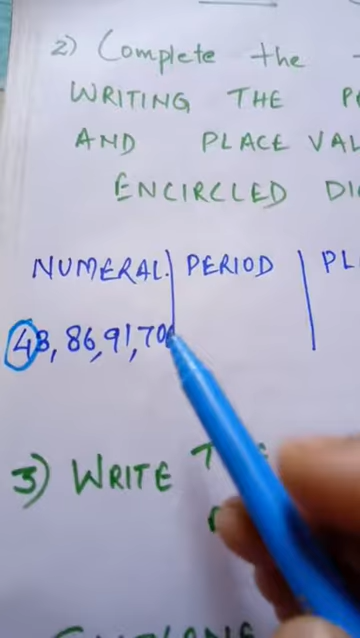 2) Complete the
WRITING THE
AND PLACE VAL
ENCIRCLED DI
NUMERAL. PERIOD PL
48, 86,91,70
3) WRITE